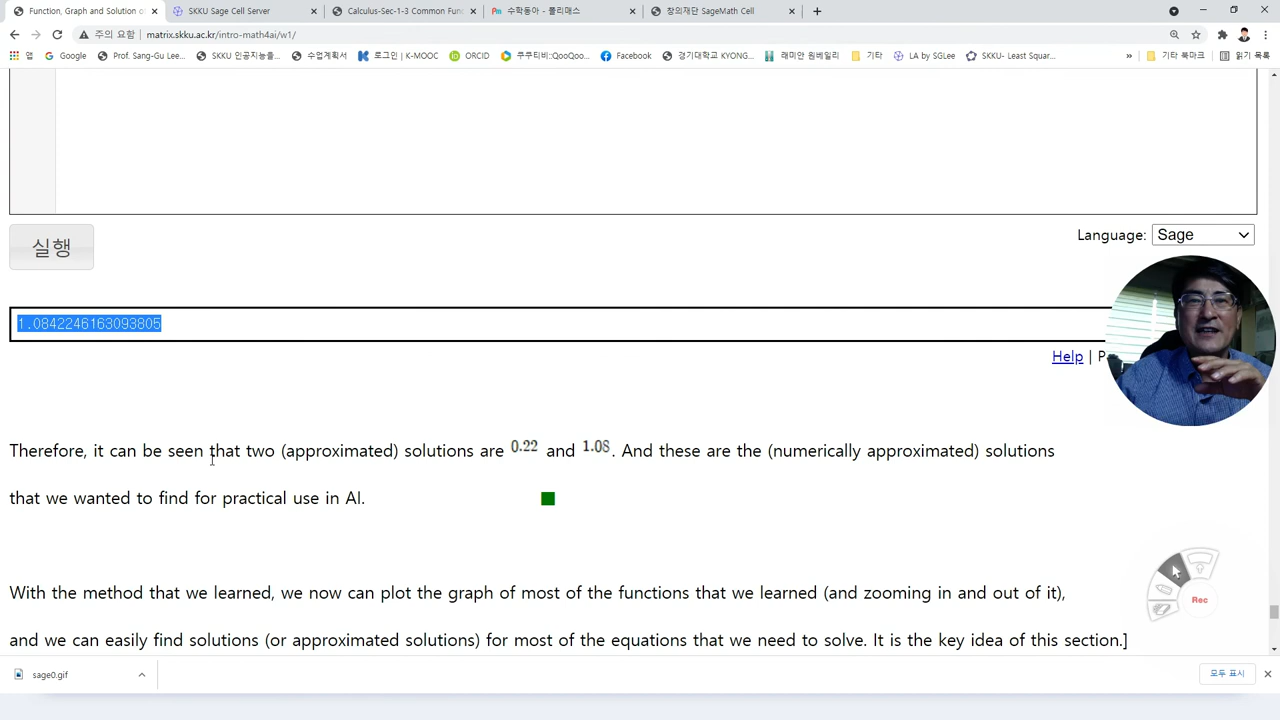 Function, Graph and Solution o
SKKU Sage Cell Server
Calculus-Sec-1-3 Common Func
수학동아 - 폴리매스
창의재단 SageMath Cell
주의 요함 | matrix.skku.ac.kr/intro-math4ai/w1/
앱
Google
Prof. Sang-Gu Lee...
SKKU 인공지능을...
수업계획서
로그인 | K-MOOC
ORCID
쿠쿠티비::QooQoo...
Facebook
경기대학교 KYONG...
래미안 원베일리
기타
LA by SGLee
SKKU- Least Squar...
»
기타 북마크
읽기 목록
실행
Language: Sage
1.0842246163093805
Help | P
Therefore, it can be seen that two (approximated) solutions are 0.22 and 1.08. And these are the (numerically approximated) solutions
that we wanted to find for practical use in AI.
With the method that we learned, we now can plot the graph of most of the functions that we learned (and zooming in and out of it),
and we can easily find solutions (or approximated solutions) for most of the equations that we need to solve. It is the key idea of this section.]
Rec
sage0.gif
모두 표시